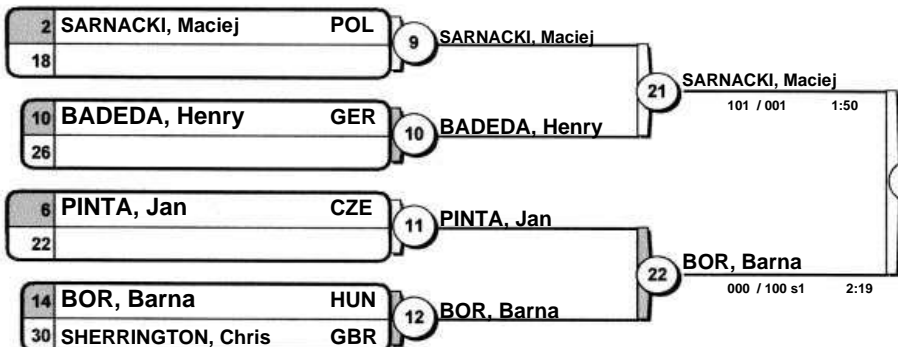 2 SARNACKI, Maciej POL
18
9 SARNACKI, Maciej
10 BADEDA, Henry GER
26
10 BADEDA, Henry
21 SARNACKI, Maciej
101 / 001 1:50
6 PINTA, Jan CZE
22
11 PINTA, Jan
14 BOR, Barna HUN
30 SHERRINGTON, Chris GBR
12 BOR, Barna
22 BOR, Barna
000 / 100 s1 2:19